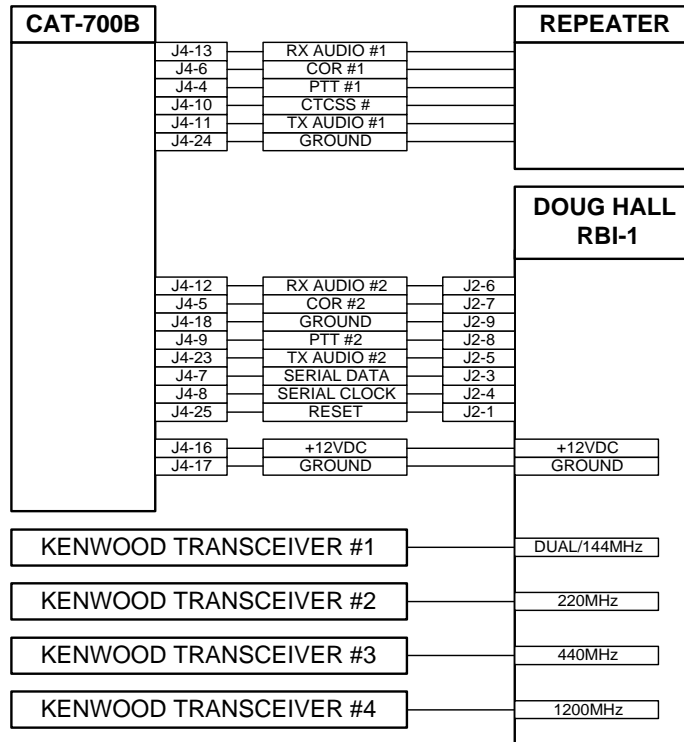 CAT-700B REPEATER
J4-13 RX AUDIO #1
J4-6 COR #1
J4-4 PTT #1
J4-10 CTCSS #
J4-11 TX AUDIO #1
J4-24 GROUND
DOUG HALL
RBI-1
J4-12 RX AUDIO #2 J2-6
J4-5 COR #2 J2-7
J4-18 GROUND J2-9
J4-9 PTT #2 J2-8
J4-23 TX AUDIO #2 J2-5
J4-7 SERIAL DATA J2-3
J4-8 SERIAL CLOCK J2-4
J4-25 RESET J2-1
J4-16 +12VDC +12VDC
J4-17 GROUND GROUND
KENWOOD TRANSCEIVER #1 DUAL/144MHz
KENWOOD TRANSCEIVER #2 220MHz
KENWOOD TRANSCEIVER #3 440MHz
KENWOOD TRANSCEIVER #4 1200MHz